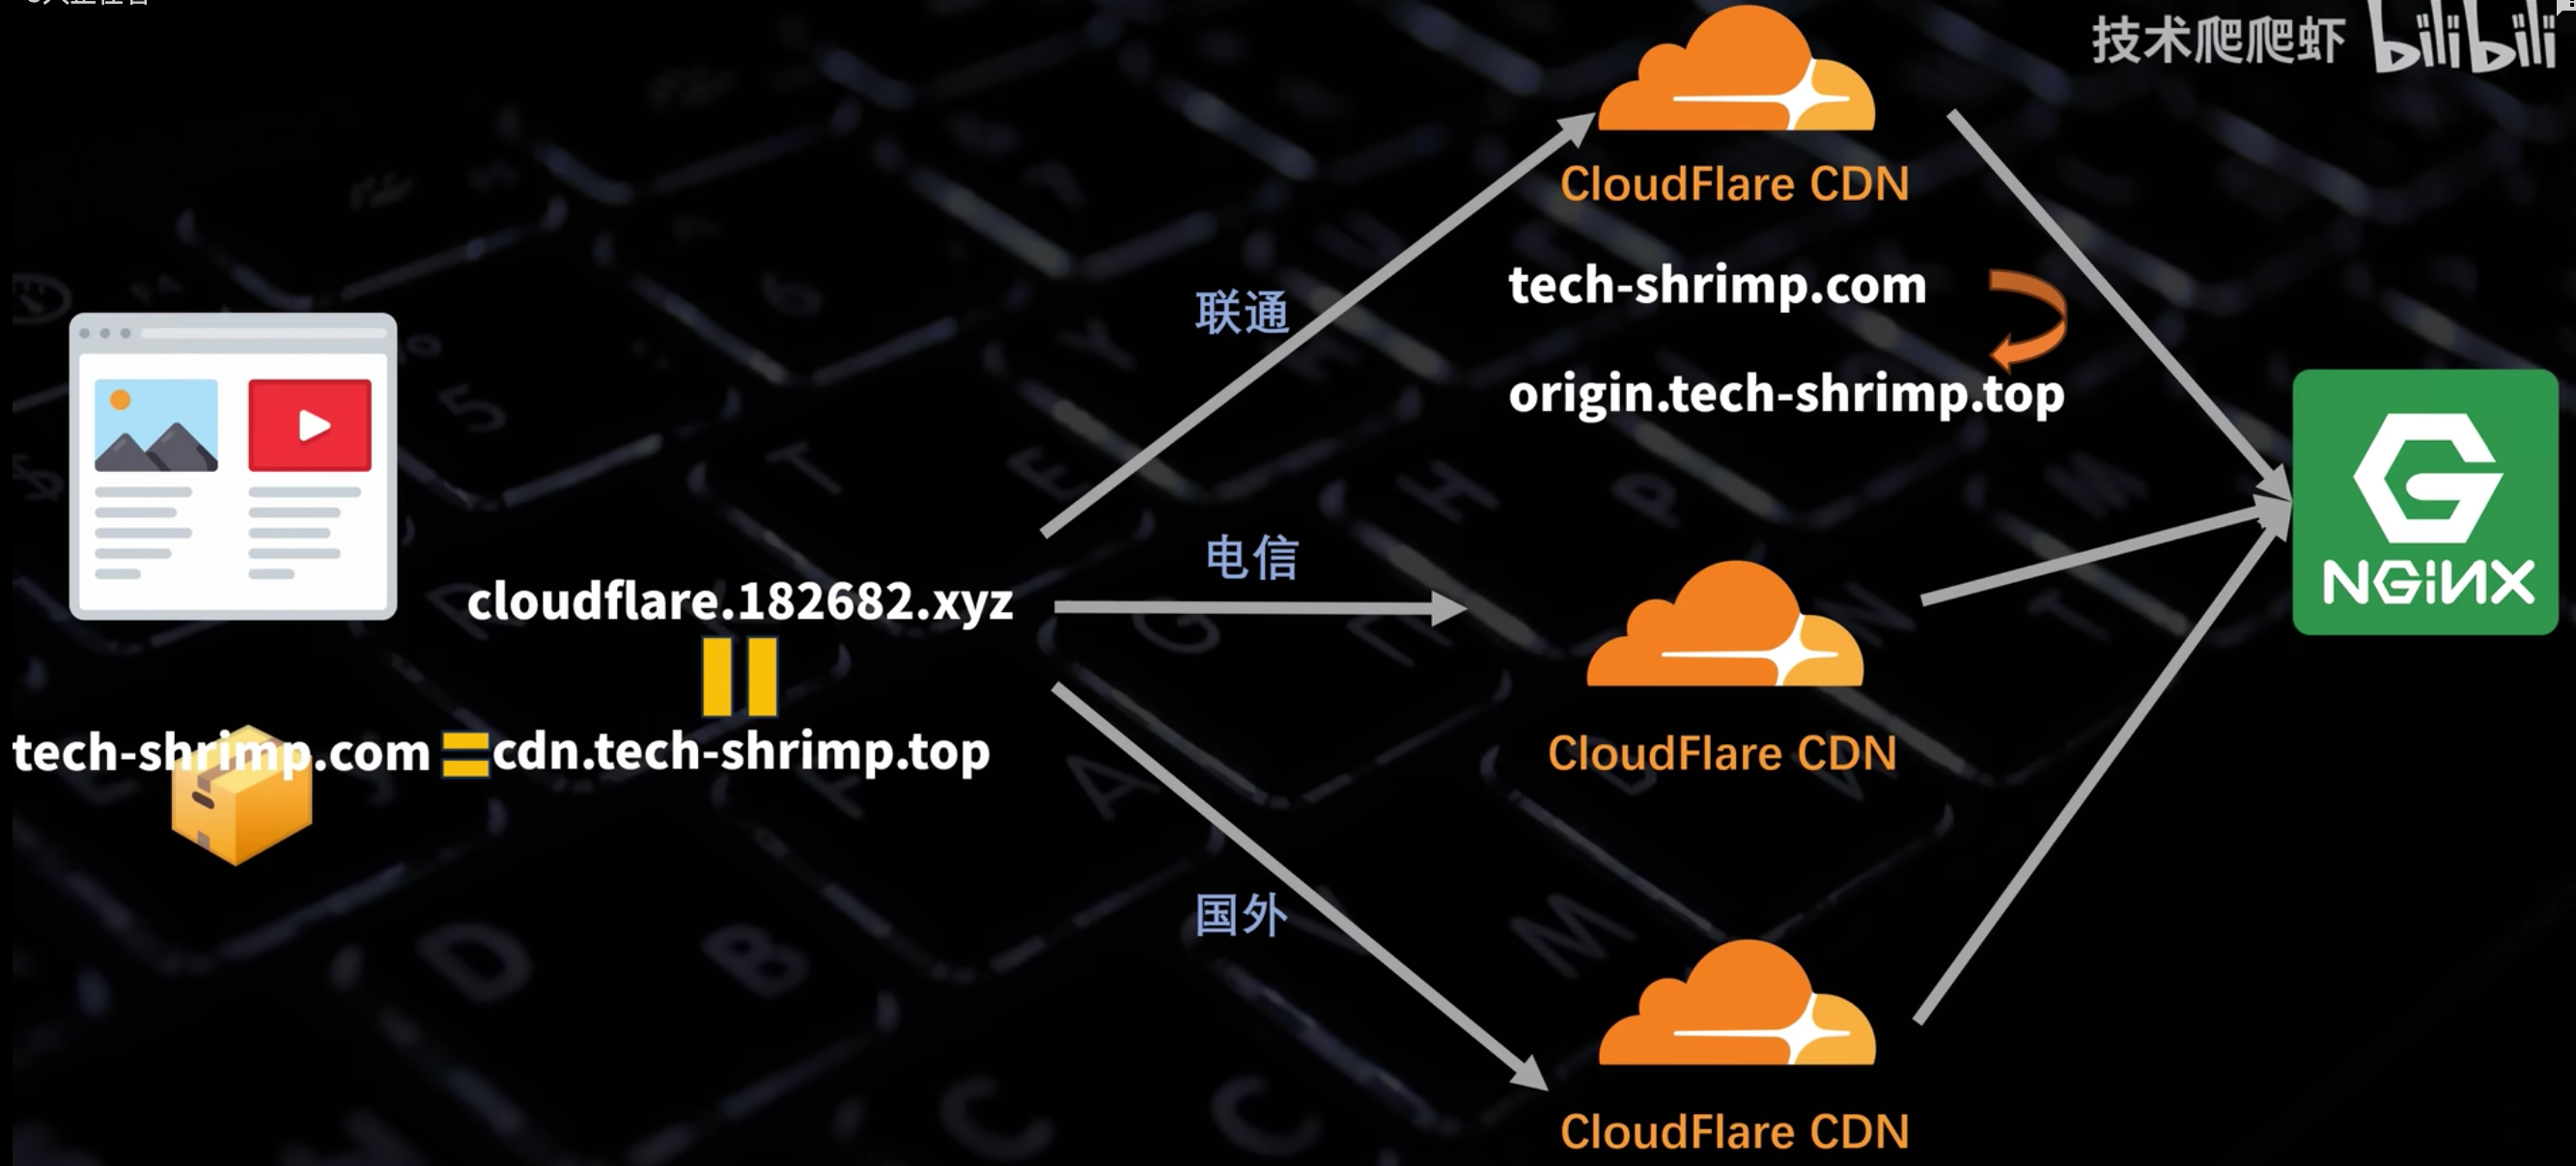 技术爬爬虾 bilibili
CloudFlare CDN
tech-shrimp.com
联通
origin.tech-shrimp.top
NGiNX
电信
cloudflare.182682.xyz
tech-shrimp.com = cdn.tech-shrimp.top
CloudFlare CDN
国外
CloudFlare CDN